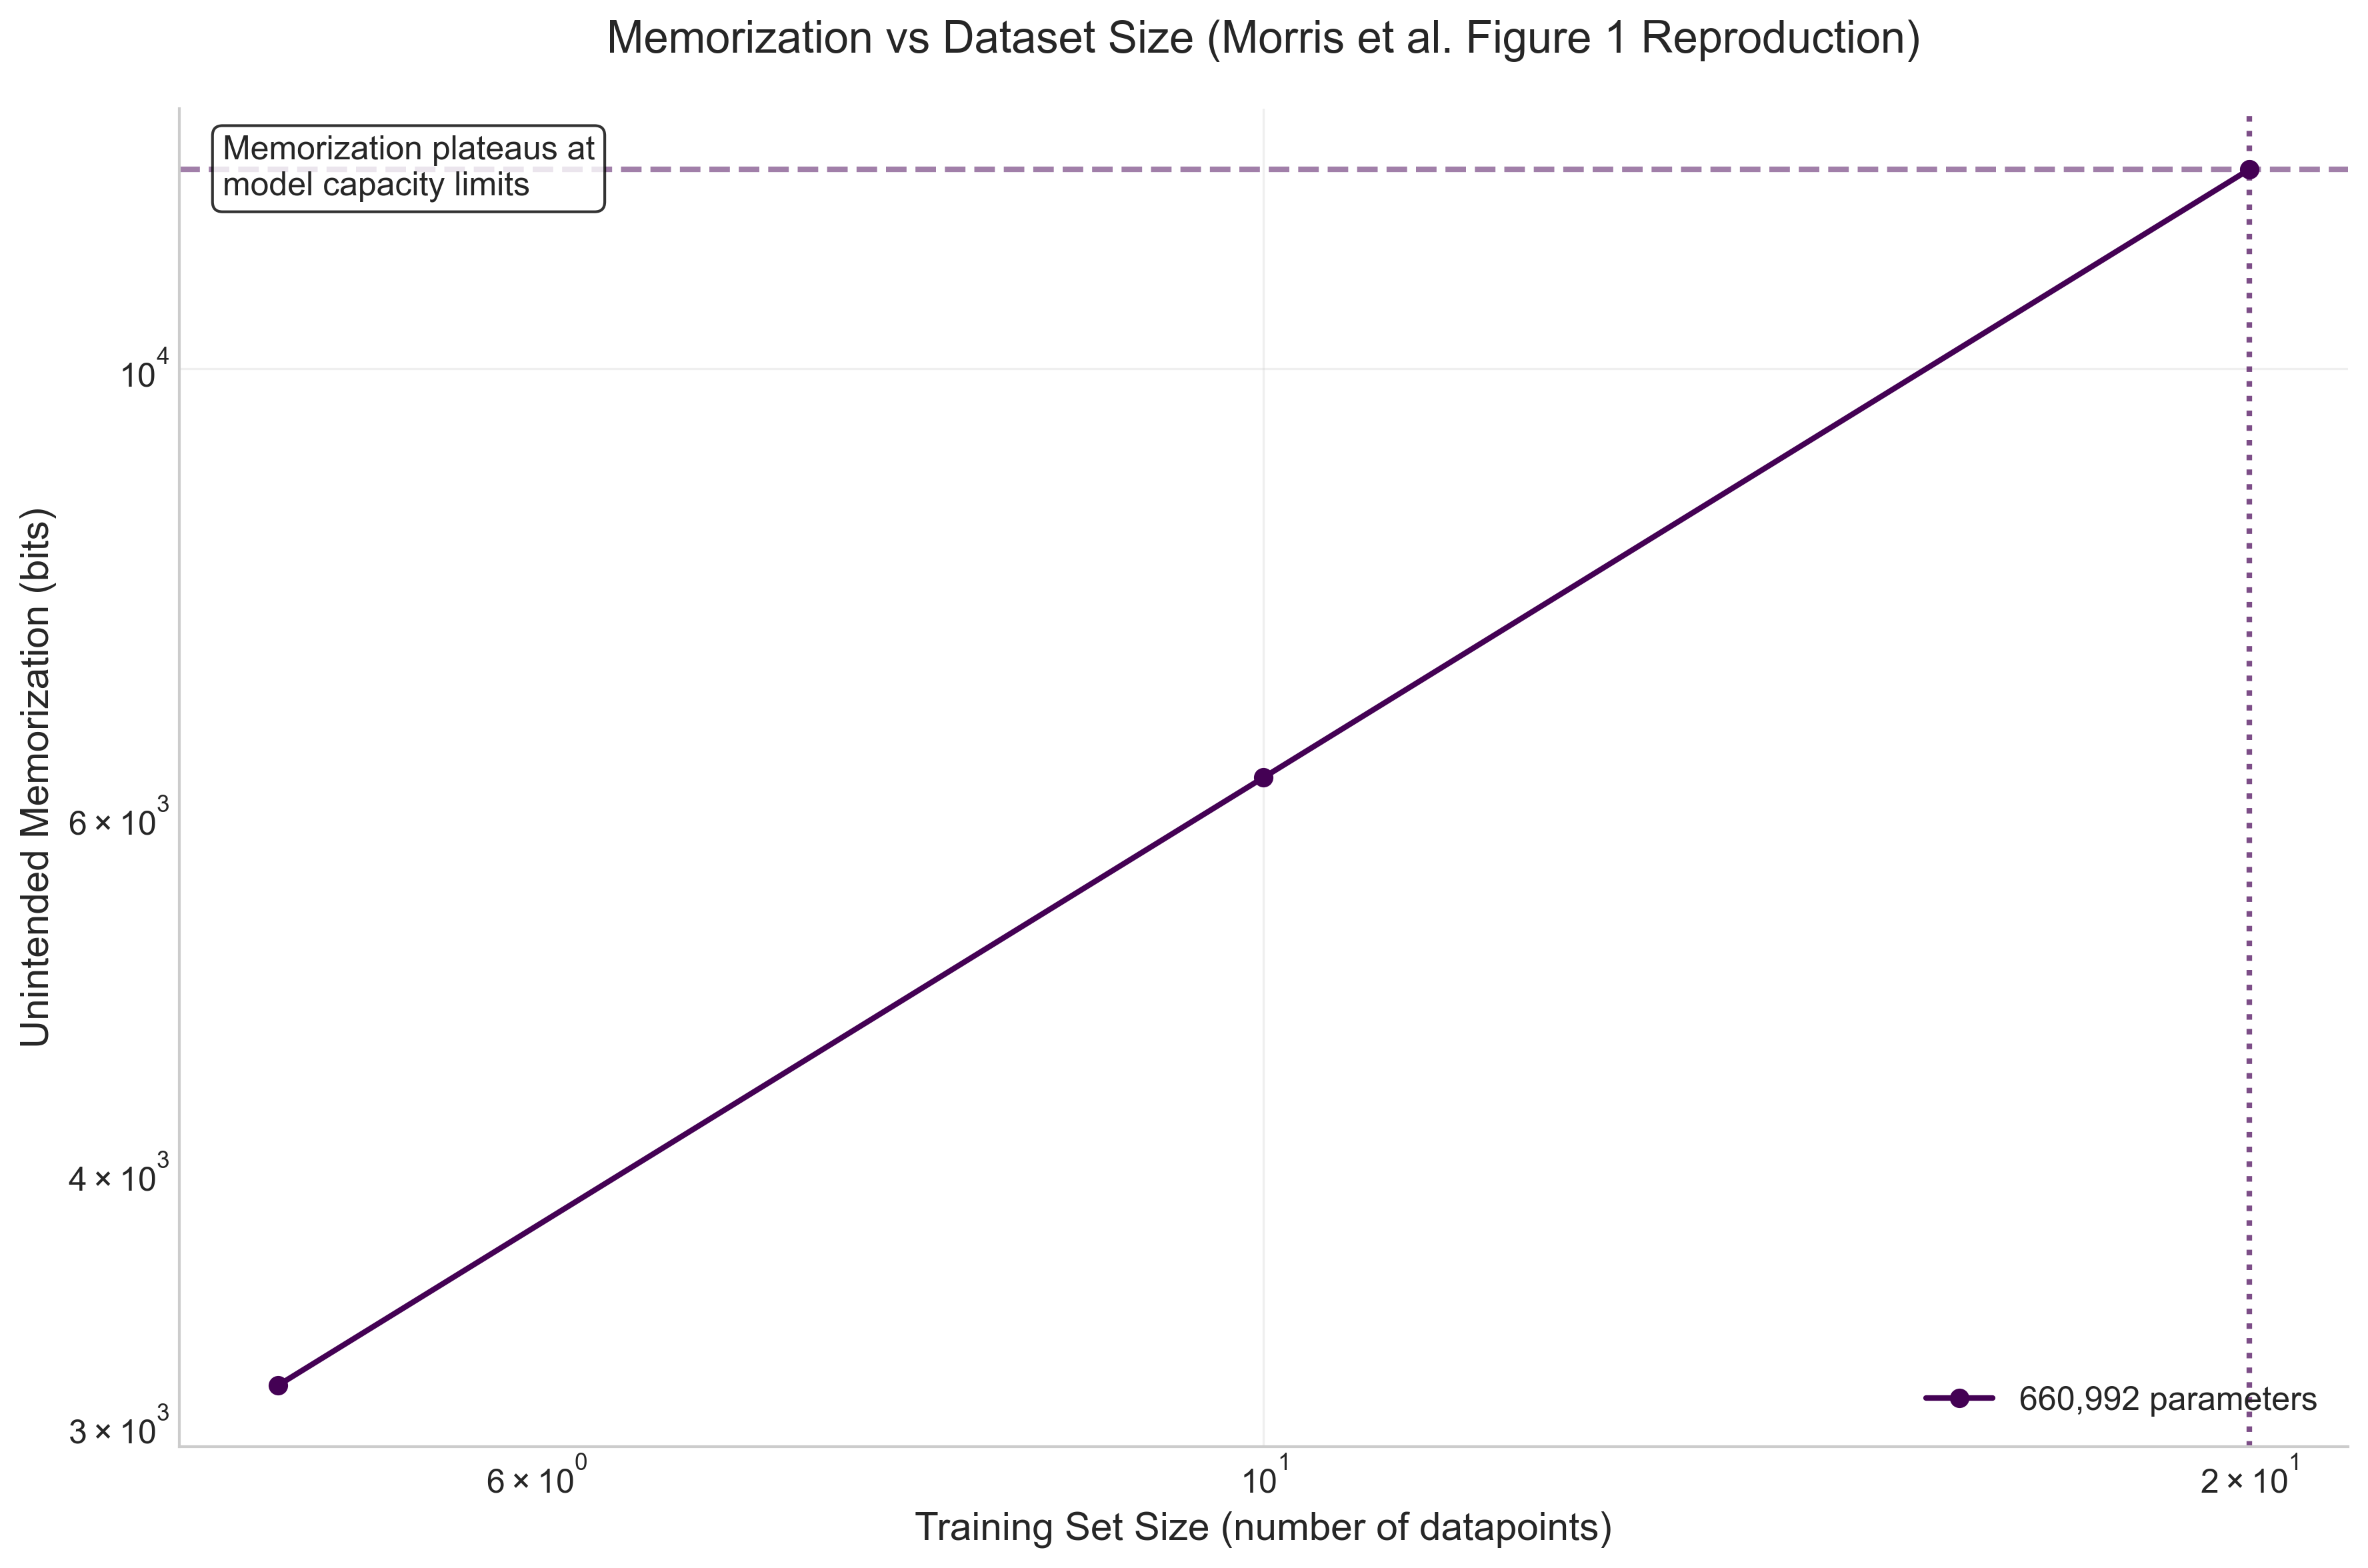 Memorization vs Dataset Size (Morris et al. Figure 1 Reproduction)
Memorization plateaus at
model capacity limits
Unintended Memorization (bits)
10⁴
6 × 10³
4 × 10³
3 × 10³
660,992 parameters
6 × 10⁰
10¹
2 × 10¹
Training Set Size (number of datapoints)